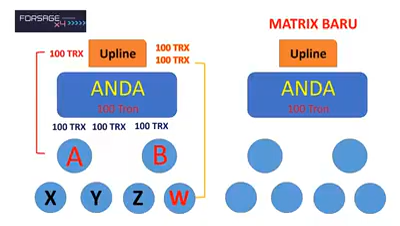 FORSAGE
x4
MATRIX BARU
100 TRX
Upline
100 TRX
100 TRX
Upline
ANDA
100 Tron
ANDA
100 Tron
100 TRX 100 TRX 100 TRX
A B
X Y Z W